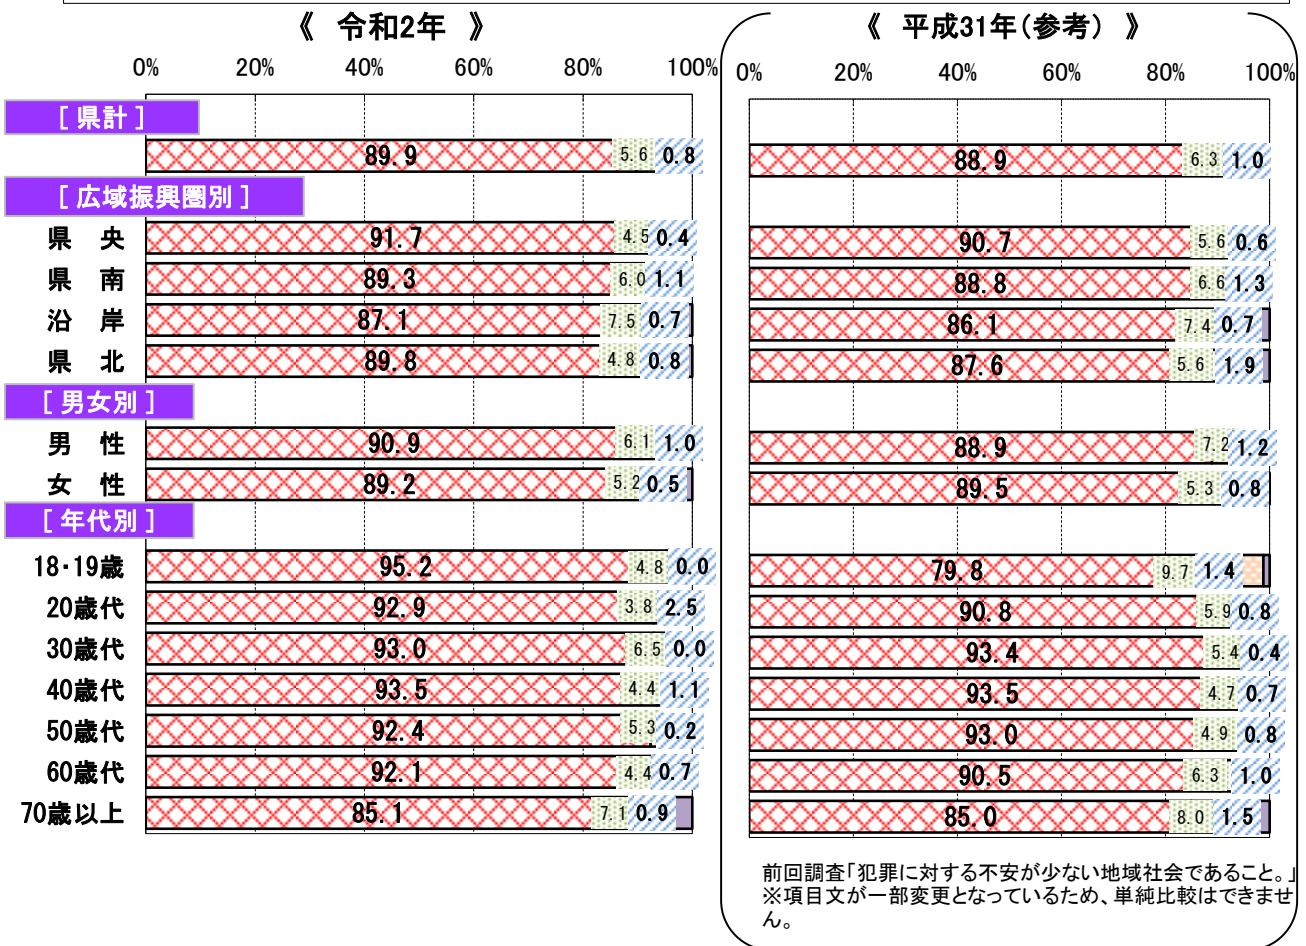 《 令和2年 》
《 平成31年(参考) 》
0% 20% 40% 60% 80% 100%
0% 20% 40% 60% 80% 100%
[ 県計 ]
89.9 5.6 0.8
88.9 6.3 1.0
[ 広域振興圏別 ]
県 央 91.7 4.5 0.4
90.7 5.6 0.6
県 南 89.3 6.0 1.1
88.8 6.6 1.3
沿 岸 87.1 7.5 0.7
86.1 7.4 0.7
県 北 89.8 4.8 0.8
87.6 5.6 1.9
[ 男女別 ]
男 性 90.9 6.1 1.0
88.9 7.2 1.2
女 性 89.2 5.2 0.5
89.5 5.3 0.8
[ 年代別 ]
18・19歳 95.2 4.8 0.0
79.8 9.7 1.4
20歳代 92.9 3.8 2.5
90.8 5.9 0.8
30歳代 93.0 6.5 0.0
93.4 5.4 0.4
40歳代 93.5 4.4 1.1
93.5 4.7 0.7
50歳代 92.4 5.3 0.2
93.0 4.9 0.8
60歳代 92.1 4.4 0.7
90.5 6.3 1.0
70歳以上 85.1 7.1 0.9
85.0 8.0 1.5
前回調査「犯罪に対する不安が少ない地域社会であること。」
※項目文が一部変更となっているため、単純比較はできませ
ん。